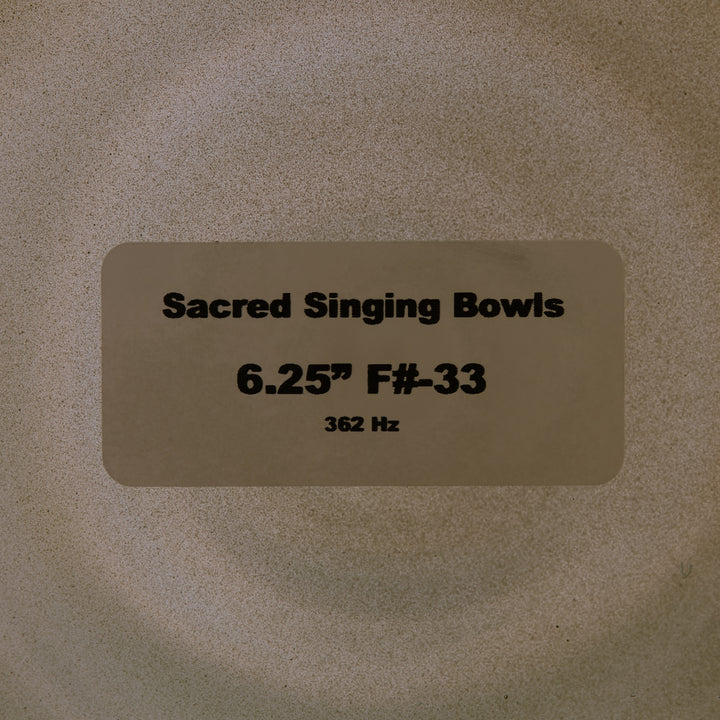 Sacred Singing Bowls
6.25” F#-33
362 Hz